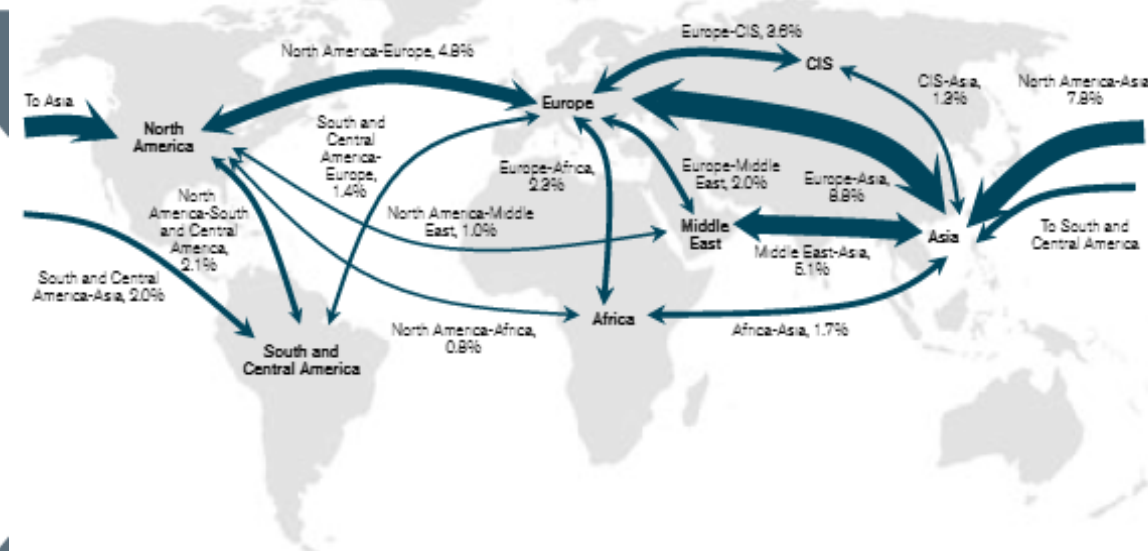 North America-Europe, 4.8%
Europe-CIS, 3.6%
CIS
CIS-Asia,
1.3%
North America-Asia
7.8%
To Asia
North
America
Europe
South and
Central
America-
Europe,
1.4%
Europe-Africa,
2.3%
Europe-Middle
East, 2.0%
Europe-Asia,
8.8%
North
America-South
and Central
America,
2.1%
North America-Middle
East, 1.0%
Middle
East
Asia
To South and
Central America
Middle East-Asia
5.1%
South and Central
America-Asia, 2.0%
North America-Africa,
0.8%
Africa
Africa-Asia, 1.7%
South and
Central America